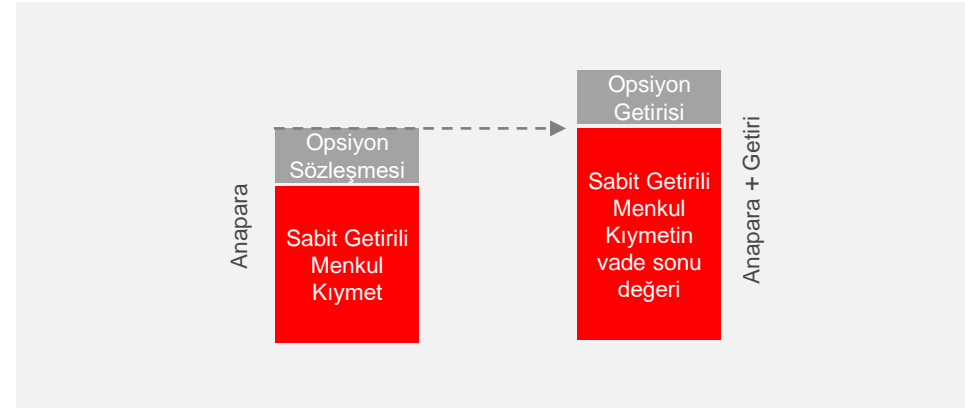 Anapara
Opsiyon
Sözleşmesi
Sabit Getirili
Menkul
Kıymet
Opsiyon
Getirisi
Sabit Getirili
Menkul
Kıymetin
vade sonu
değeri
Anapara + Getiri